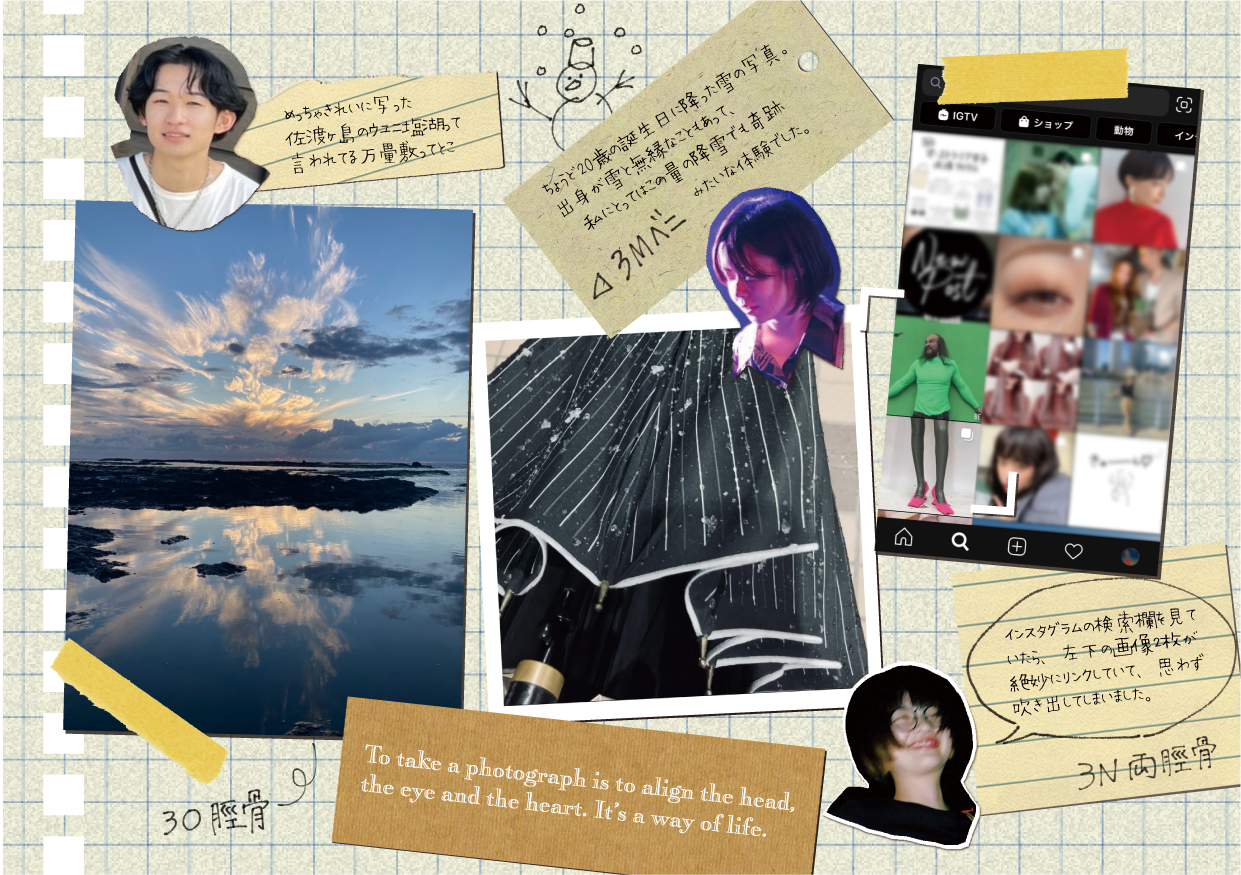 めっちゃきれいに写った
佐渡ヶ島のウユニ塩湖って
言われてる万畳敷ってとこ
ちょうど20歳の誕生日に降った雪の写真。
出身が雪と無縁なこともあって、
私にとってはこの量の降雪でも奇跡
みたいな体験でした。
△3Mベニ
IGTV
ショップ
動物
イン
New
Post
インスタグラムの検索欄を見て
いたら、左下の画像2枚が
絶妙にリンクしていて、思わず
吹き出してしまいました。
3N両脛骨
To take a photograph is to align the head,
the eye and the heart. It's a way of life.
30脛骨